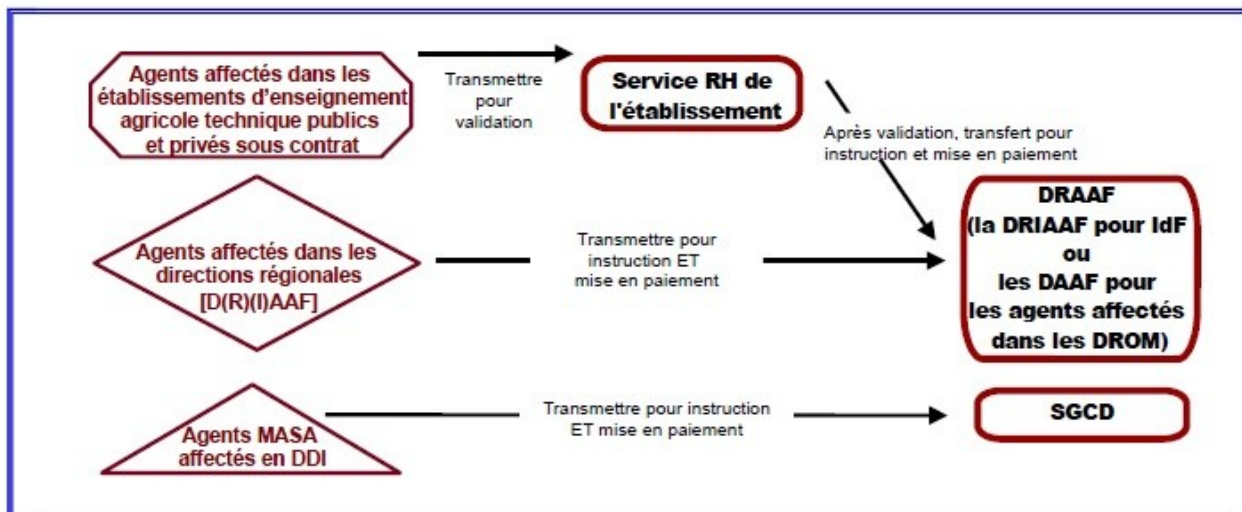 Agents affectés dans les
établissements d'enseignement
agricole technique publics
et privés sous contrat
Transmettre
pour
validation
Service RH de
l'établissement
Après validation, transfert pour
instruction et mise en paiement
Agents affectés dans les
directions régionales
[D(R)(I)AAF]
Transmettre pour
instruction ET
mise en paiement
DRAAF
(la DRIAAF pour IdF
ou
les DAAF pour
les agents affectés
dans les DROM)
Agents MASA
affectés en DDI
Transmettre pour instruction
ET mise en paiement
SGCD